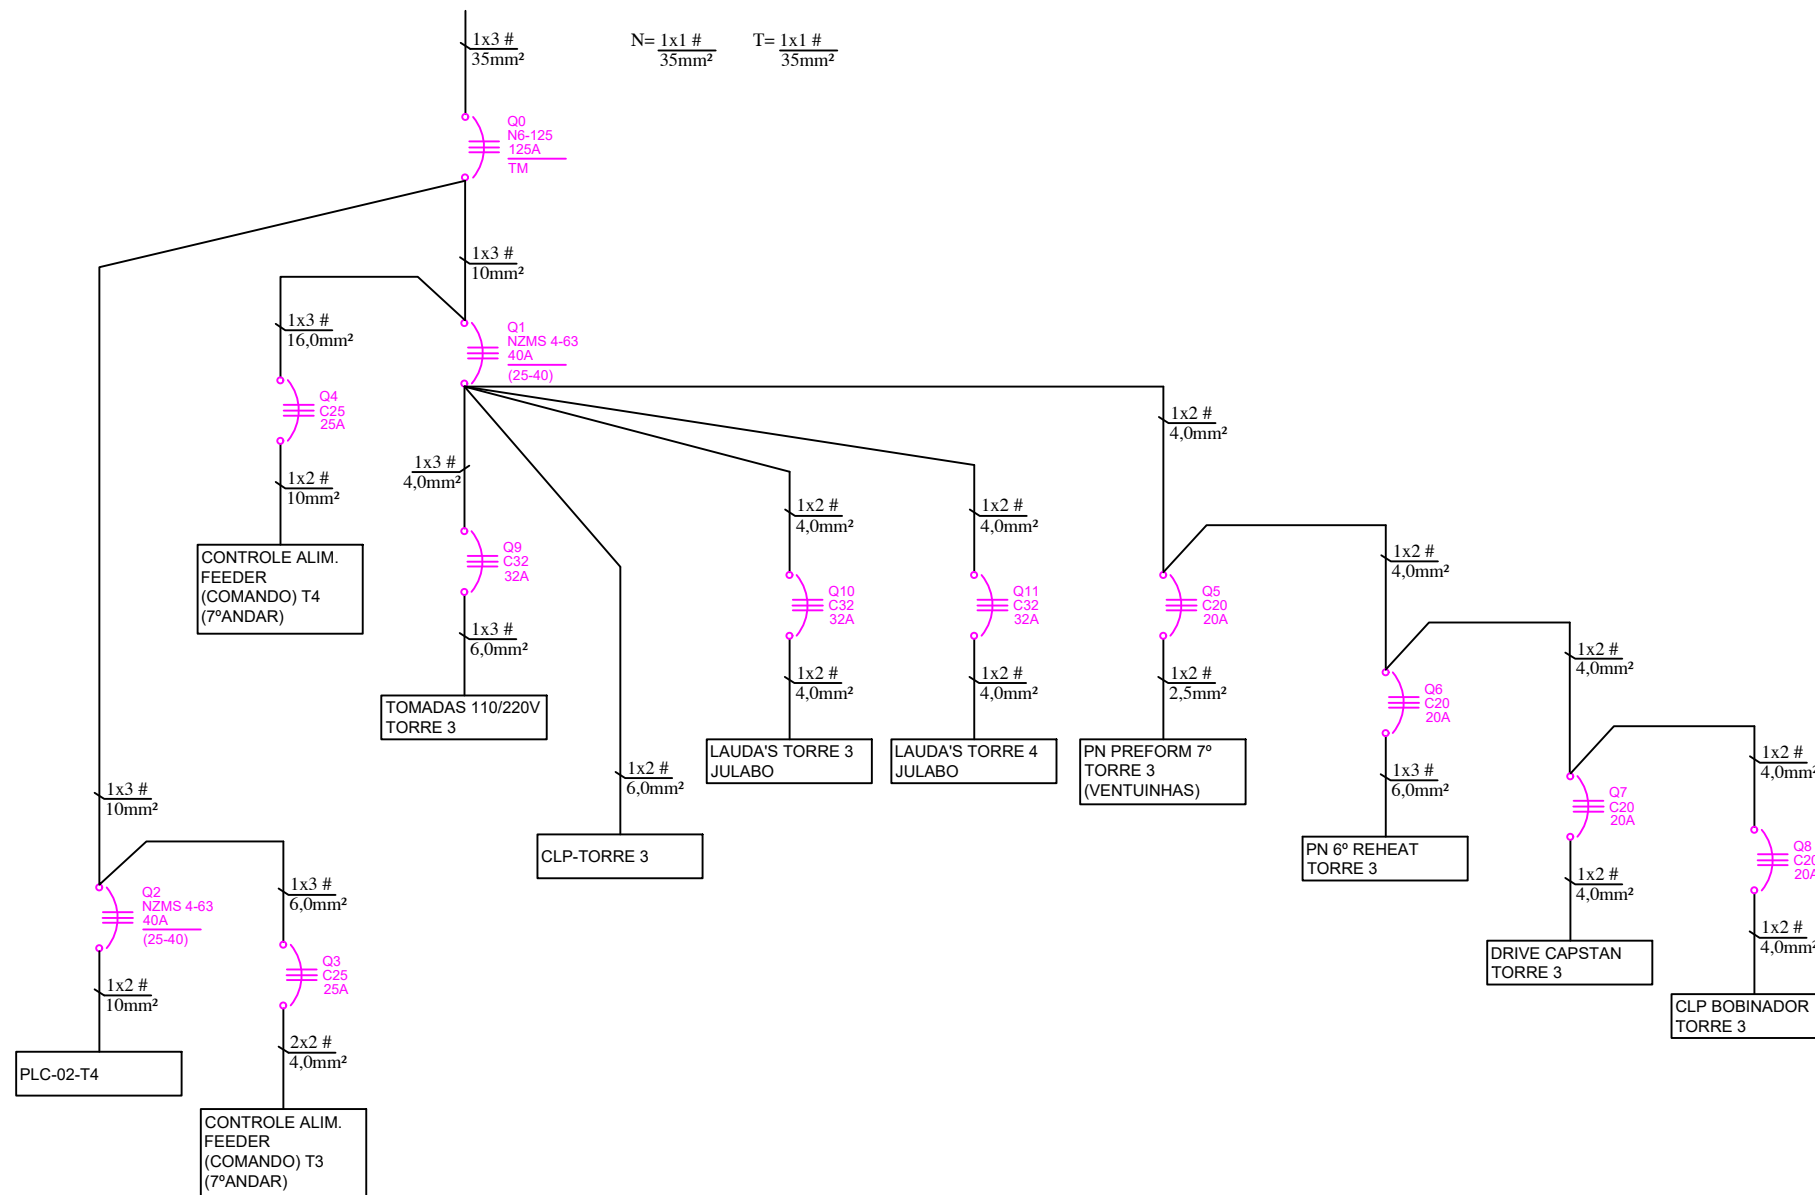 1x3 #
35mm²
N= 1x1 #
35mm²
T= 1x1 #
35mm²
Q0
N6-125
125A
TM
1x3 #
10mm²
1x3 #
16,0mm²
Q1
NZMS 4-63
40A
(25-40)
Q4
C25
25A
1x2 #
10mm²
CONTROLE ALIM.
FEEDER
(COMANDO) T4
(7ºANDAR)
1x3 #
4,0mm²
Q9
C32
32A
1x3 #
6,0mm²
TOMADAS 110/220V
TORRE 3
1x2 #
6,0mm²
CLP-TORRE 3
1x2 #
4,0mm²
Q10
C32
32A
1x2 #
4,0mm²
LAUDA'S TORRE 3
JULABO
1x2 #
4,0mm²
Q11
C32
32A
1x2 #
4,0mm²
LAUDA'S TORRE 4
JULABO
1x2 #
4,0mm²
Q5
C20
20A
1x2 #
2,5mm²
PN PREFORM 7º
TORRE 3
(VENTUINHAS)
1x2 #
4,0mm²
Q6
C20
20A
1x3 #
6,0mm²
PN 6º REHEAT
TORRE 3
1x2 #
4,0mm²
Q7
C20
20A
1x2 #
4,0mm²
DRIVE CAPSTAN
TORRE 3
1x2 #
4,0mm²
Q8
C20
20A
1x2 #
4,0mm²
CLP BOBINADOR
TORRE 3
1x3 #
10mm²
Q2
NZMS 4-63
40A
(25-40)
1x2 #
10mm²
PLC-02-T4
1x3 #
6,0mm²
Q3
C25
25A
2x2 #
4,0mm²
CONTROLE ALIM.
FEEDER
(COMANDO) T3
(7ºANDAR)